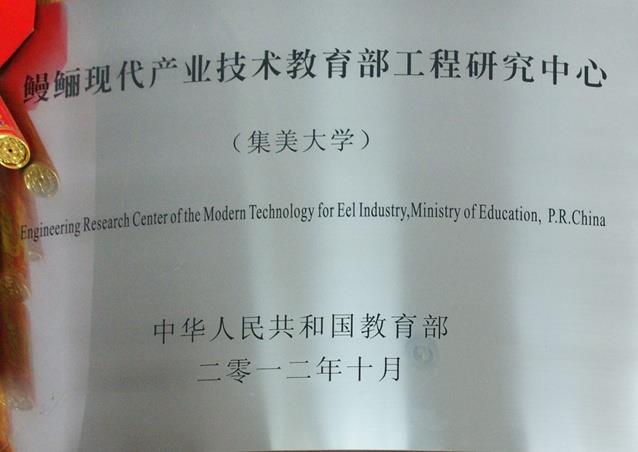 鳗鲡现代产业技术教育部工程研究中心
（集美大学）
Engineering Research Center of the Modern Technology for Eel Industry,Ministry of Education, P.R.China
中华人民共和国教育部
二零一二年十月